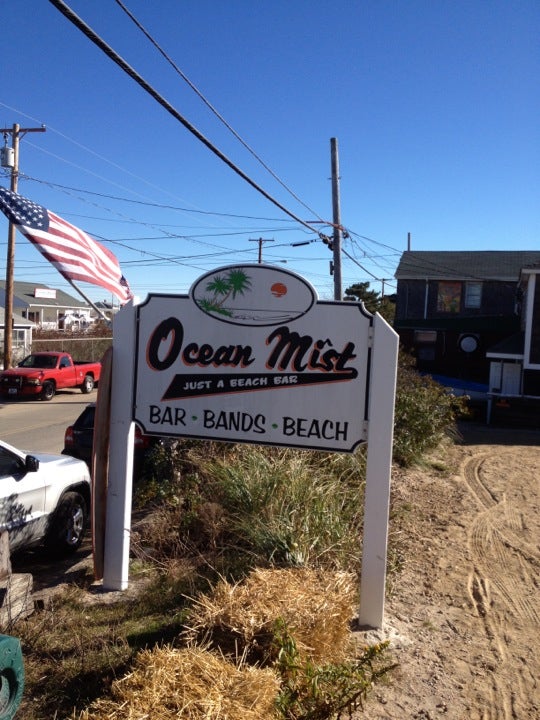 Ocean Mist
JUST A BEACH BAR
BAR • BANDS • BEACH